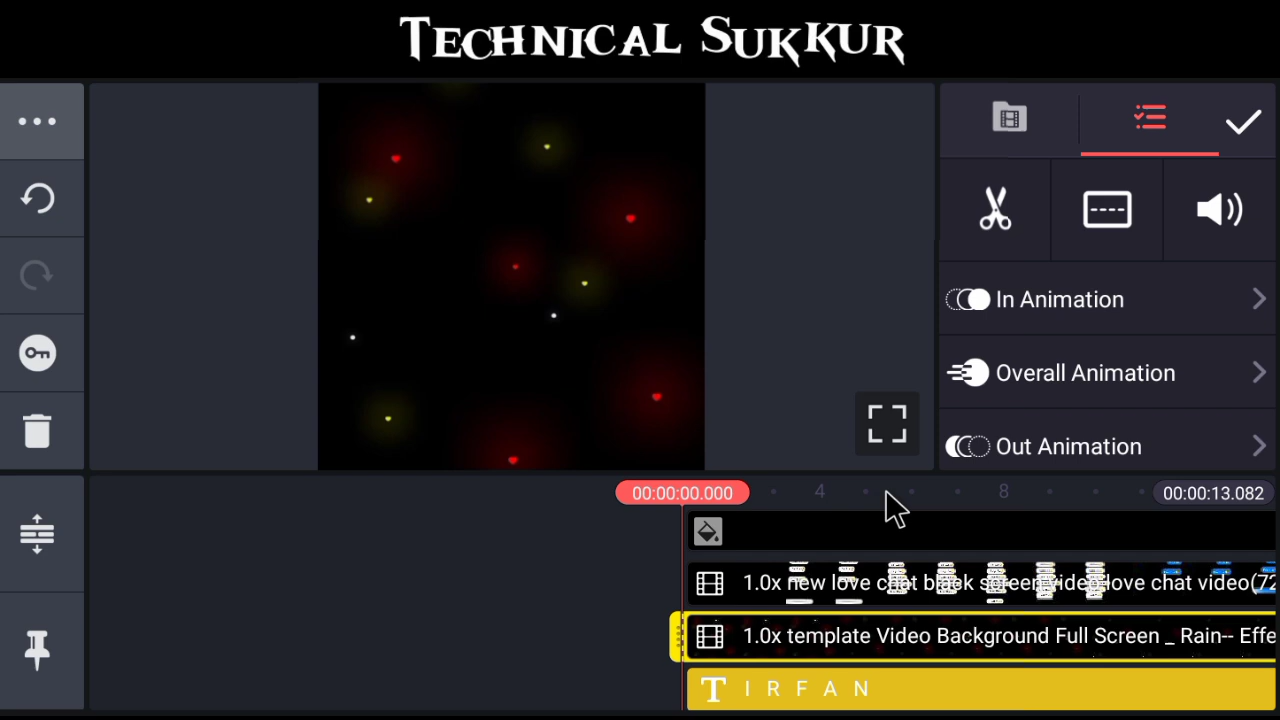 TECHNICAL SUKKUR
In Animation
Overall Animation
Out Animation
00:00:00.000
4
8
00:00:13.082
1.0x new love chat black screen video love chat video(72
1.0x template Video Background Full Screen _ Rain-- Effe
T I R F A N